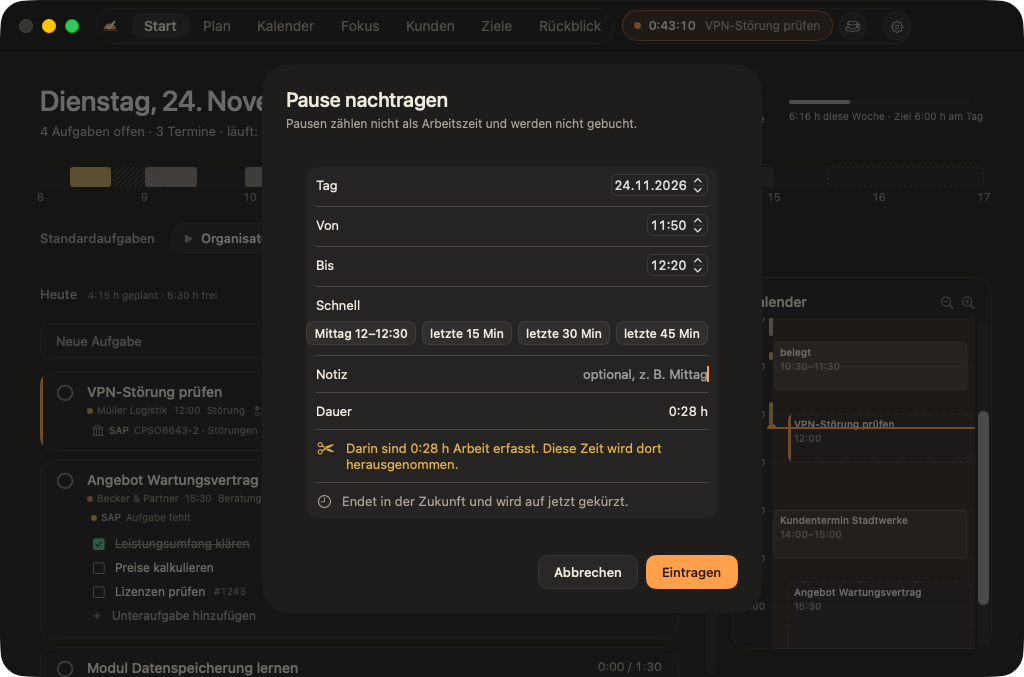 Start
Plan
Kalender
Fokus
Kunden
Ziele
Rückblick
0:43:10 VPN-Störung prüfen
Dienstag, 24. Nove
4 Aufgaben offen · 3 Termine · läuft:
6:16 h diese Woche · Ziel 6:00 h am Tag
8 9 10 15 16 17
Standardaufgaben
Organisat
Heute 4:15 h geplant · 6:30 h frei
Neue Aufgabe
VPN-Störung prüfen
Müller Logistik 12:00 Störung
SAP CPSO8643-2 · Störungen
Angebot Wartungsvertrag
Becker & Partner 15:30 Beratung
SAP Aufgabe fehlt
Leistungsumfang klären
Preise kalkulieren
Lizenzen prüfen #1243
+ Unteraufgabe hinzufügen
Modul Datenspeicherung lernen
0:00 / 1:30
Pause nachtragen
Pausen zählen nicht als Arbeitszeit und werden nicht gebucht.
Tag 24.11.2026
Von 11:50
Bis 12:20
Schnell
Mittag 12–12:30
letzte 15 Min
letzte 30 Min
letzte 45 Min
Notiz optional, z. B. Mittag
Dauer 0:28 h
Darin sind 0:28 h Arbeit erfasst. Diese Zeit wird dort
herausgenommen.
Endet in der Zukunft und wird auf jetzt gekürzt.
Abbrechen
Eintragen
alender
belegt
10:30–11:30
VPN-Störung prüfen
12:00
Kundentermin Stadtwerke
14:00–15:00
Angebot Wartungsvertrag
15:30